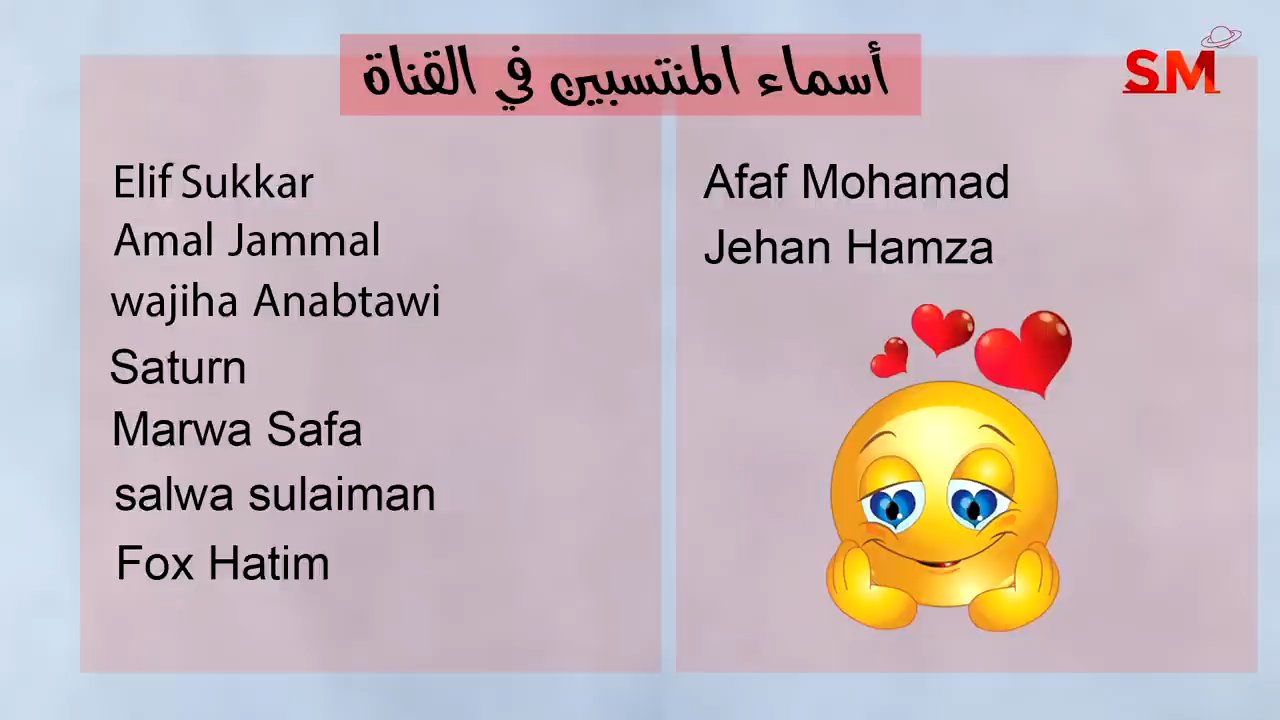 أسماء المنتسبين في القناة
SM
Elif Sukkar
Amal Jammal
wajiha Anabtawi
Saturn
Marwa Safa
salwa sulaiman
Fox Hatim
Afaf Mohamad
Jehan Hamza